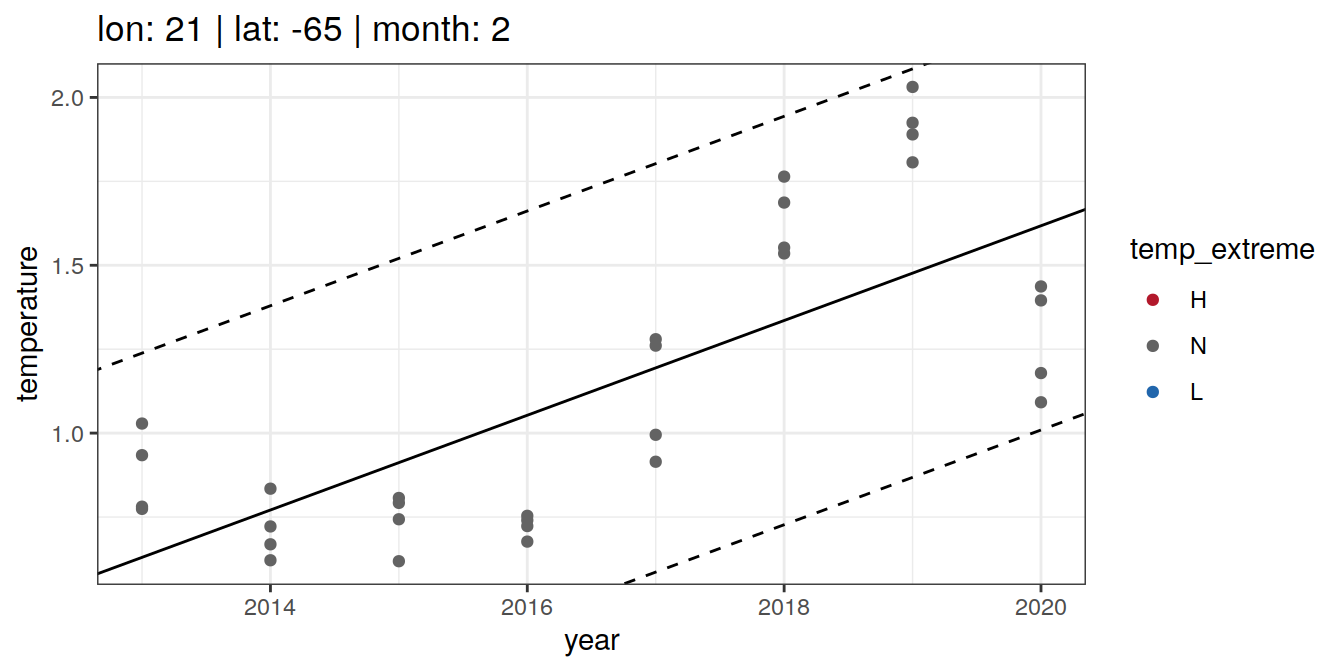 lon: 21 | lat: -65 | month: 2
temperature
2.0
1.5
1.0
2014
2016
2018
2020
year
temp_extreme
H
N
L